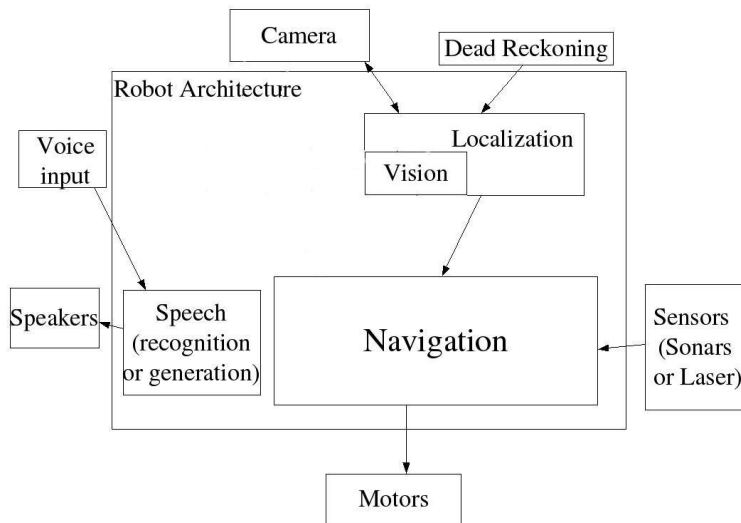 Camera
Dead Reckoning
Robot Architecture
Localization
Voice
input
Vision
Speakers
Speech
(recognition
or generation)
Navigation
Sensors
(Sonars
or Laser)
Motors